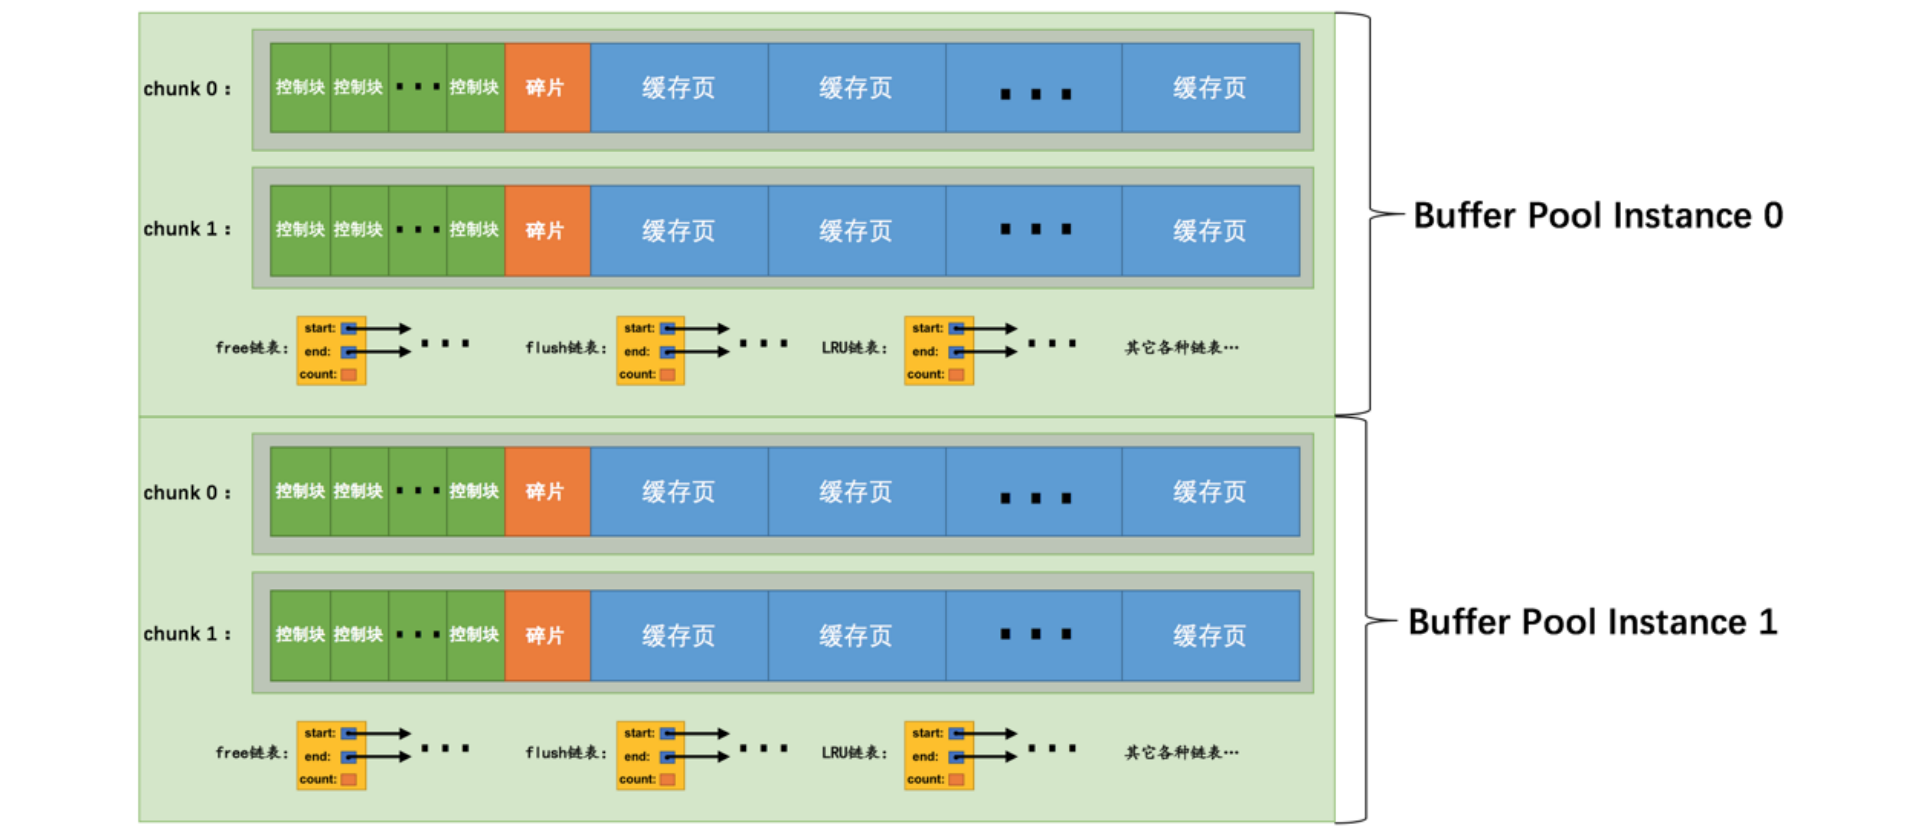 chunk 0：
控制块 控制块 ··· 控制块 碎片 缓存页 缓存页 ··· 缓存页
chunk 1：
控制块 控制块 ··· 控制块 碎片 缓存页 缓存页 ··· 缓存页
Buffer Pool Instance 0
free链表：
start:
end:
count:
···
flush链表：
start:
end:
count:
···
LRU链表：
start:
end:
count:
···
其它各种链表…
chunk 0：
控制块 控制块 ··· 控制块 碎片 缓存页 缓存页 ··· 缓存页
chunk 1：
控制块 控制块 ··· 控制块 碎片 缓存页 缓存页 ··· 缓存页
Buffer Pool Instance 1
free链表：
start:
end:
count:
···
flush链表：
start:
end:
count:
···
LRU链表：
start:
end:
count:
···
其它各种链表…